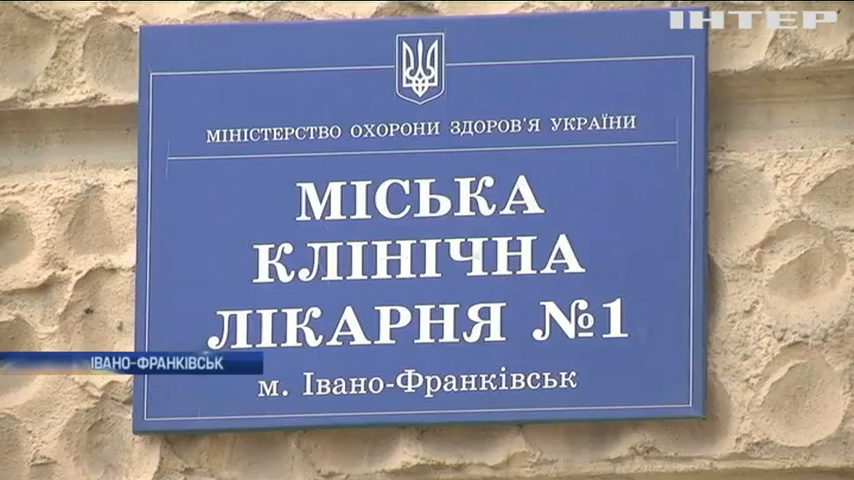 ІНТЕР
МІНІСТЕРСТВО ОХОРОНИ ЗДОРОВ'Я УКРАЇНИ
МІСЬКА
КЛІНІЧНА
ЛІКАРНЯ №1
м. Івано-Франківськ
ІВАНО-ФРАНКІВСЬК